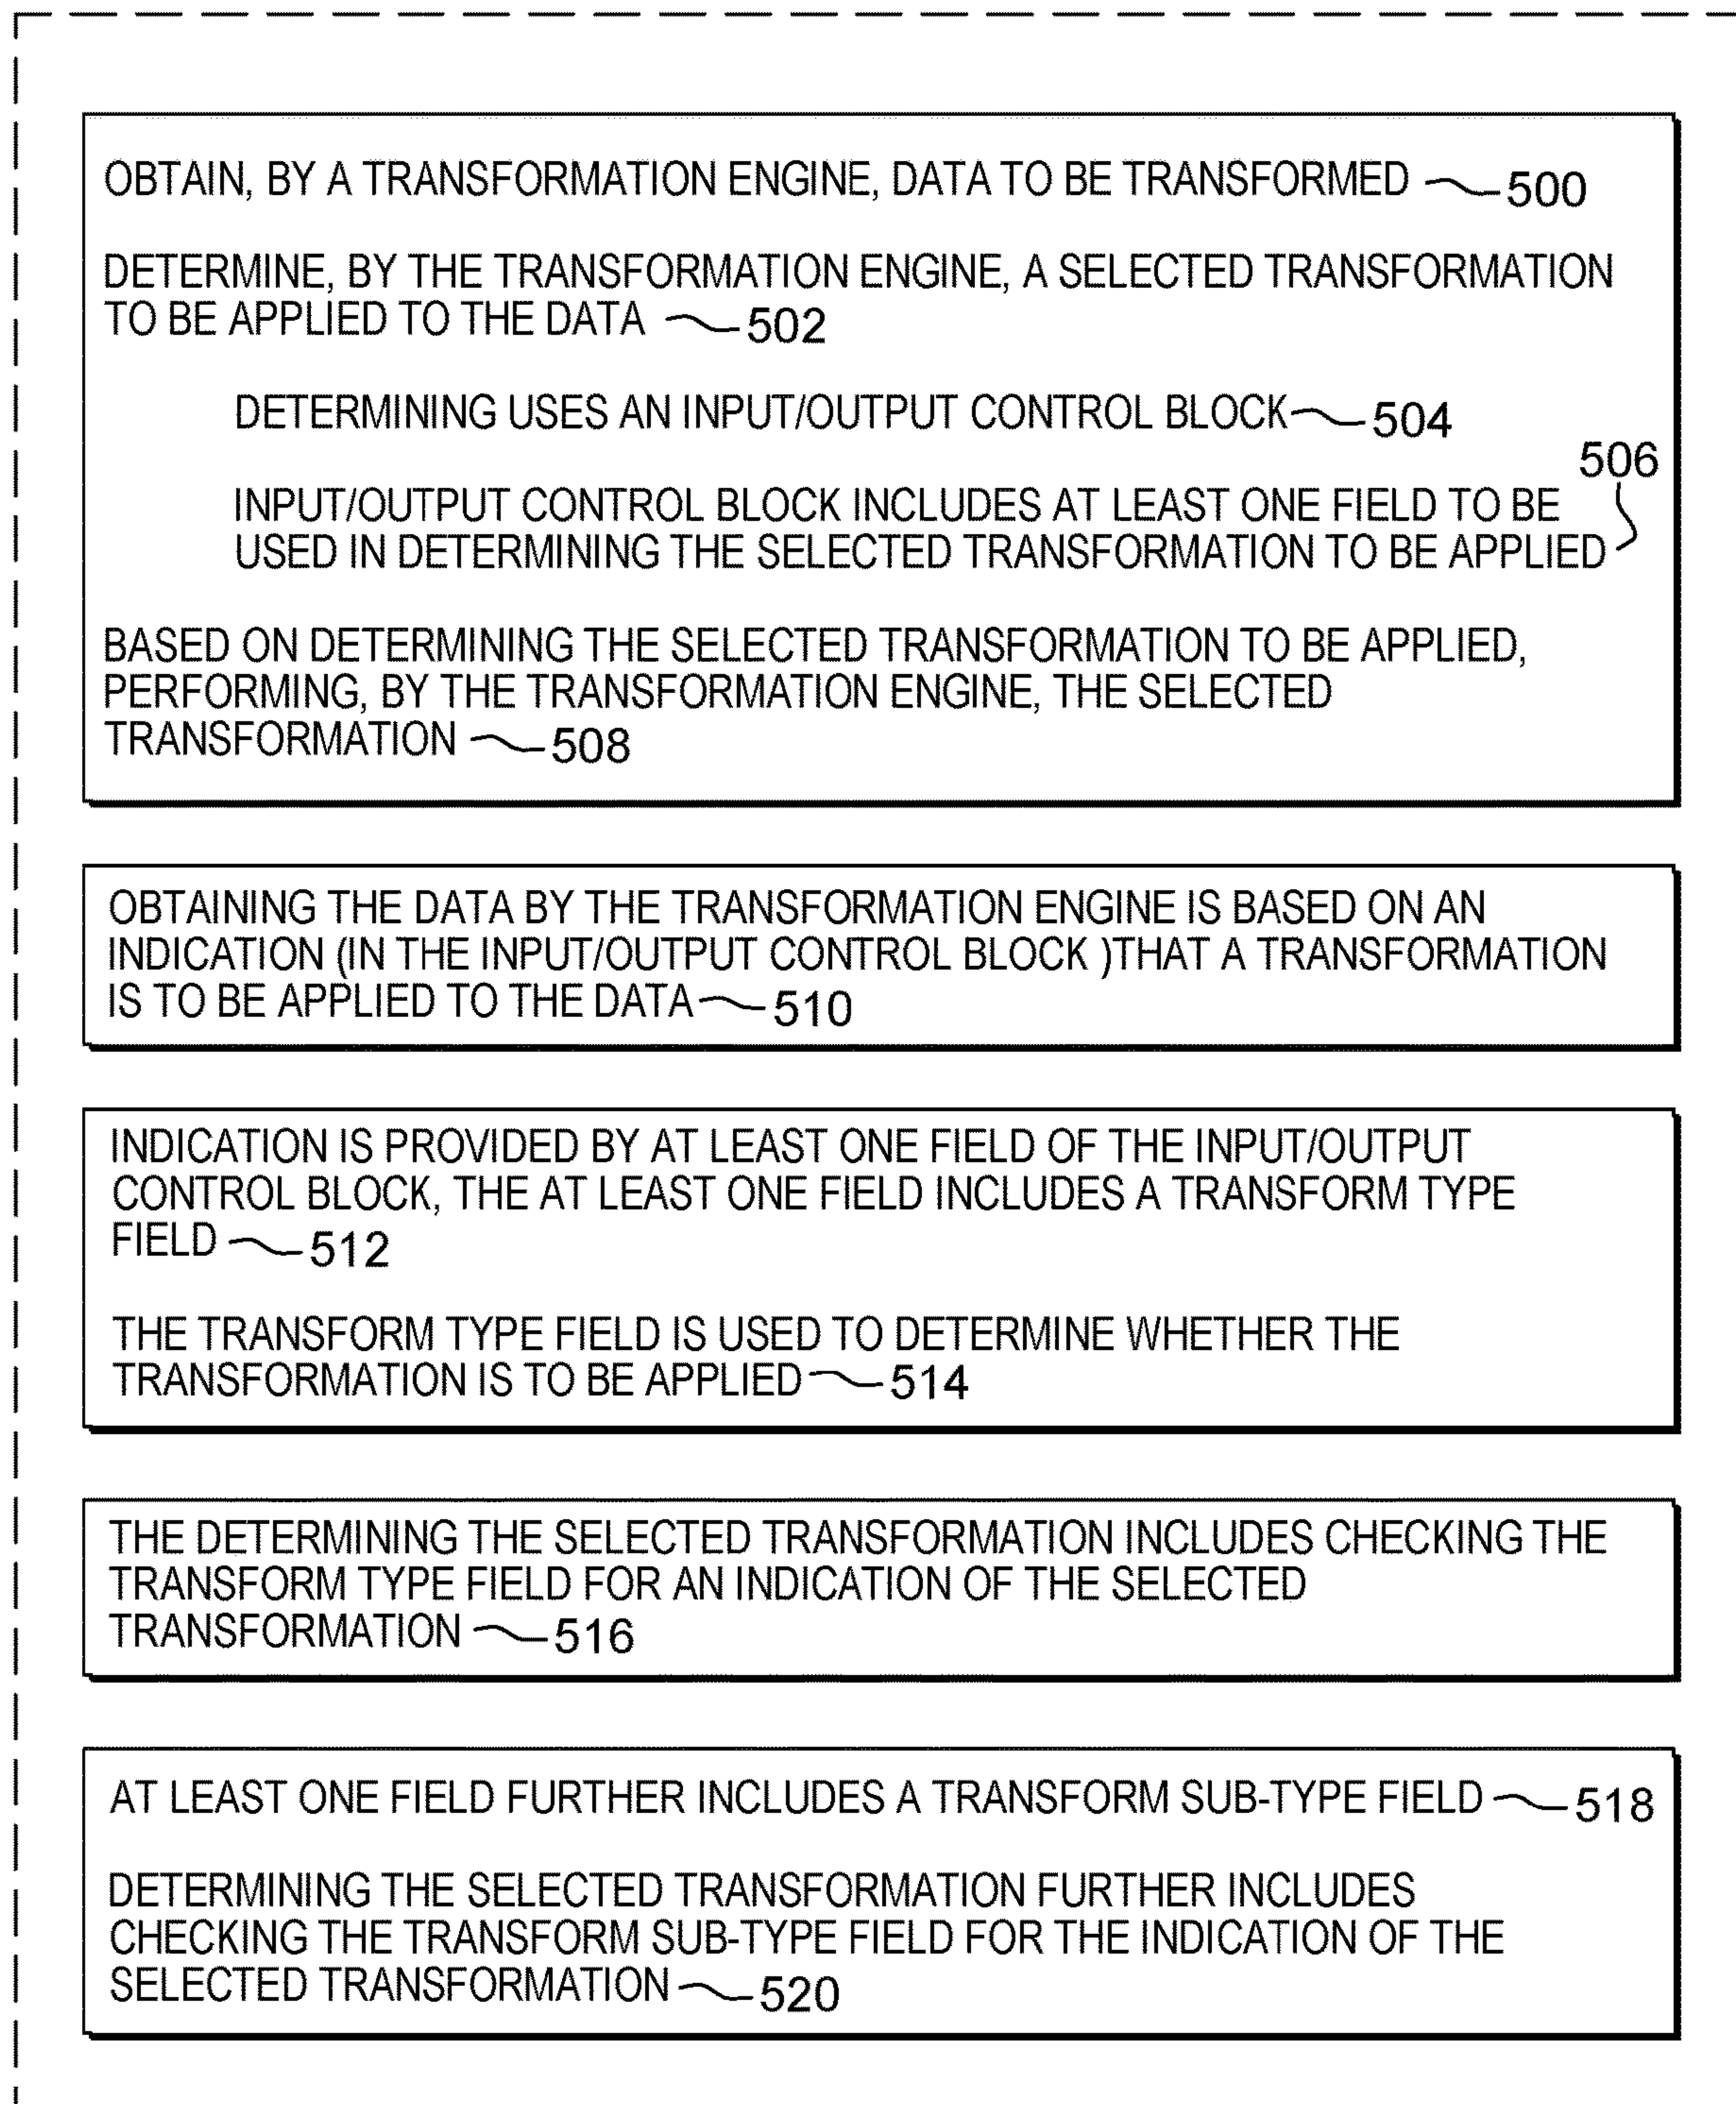 OBTAIN, BY A TRANSFORMATION ENGINE, DATA TO BE TRANSFORMED 500
DETERMINE, BY THE TRANSFORMATION ENGINE, A SELECTED TRANSFORMATION
TO BE APPLIED TO THE DATA 502
DETERMINING USES AN INPUT/OUTPUT CONTROL BLOCK 504
506
INPUT/OUTPUT CONTROL BLOCK INCLUDES AT LEAST ONE FIELD TO BE
USED IN DETERMINING THE SELECTED TRANSFORMATION TO BE APPLIED
BASED ON DETERMINING THE SELECTED TRANSFORMATION TO BE APPLIED,
PERFORMING, BY THE TRANSFORMATION ENGINE, THE SELECTED
TRANSFORMATION 508
OBTAINING THE DATA BY THE TRANSFORMATION ENGINE IS BASED ON AN
INDICATION (IN THE INPUT/OUTPUT CONTROL BLOCK )THAT A TRANSFORMATION
IS TO BE APPLIED TO THE DATA 510
INDICATION IS PROVIDED BY AT LEAST ONE FIELD OF THE INPUT/OUTPUT
CONTROL BLOCK, THE AT LEAST ONE FIELD INCLUDES A TRANSFORM TYPE
FIELD 512
THE TRANSFORM TYPE FIELD IS USED TO DETERMINE WHETHER THE
TRANSFORMATION IS TO BE APPLIED 514
THE DETERMINING THE SELECTED TRANSFORMATION INCLUDES CHECKING THE
TRANSFORM TYPE FIELD FOR AN INDICATION OF THE SELECTED
TRANSFORMATION 516
AT LEAST ONE FIELD FURTHER INCLUDES A TRANSFORM SUB-TYPE FIELD 518
DETERMINING THE SELECTED TRANSFORMATION FURTHER INCLUDES
CHECKING THE TRANSFORM SUB-TYPE FIELD FOR THE INDICATION OF THE
SELECTED TRANSFORMATION 520